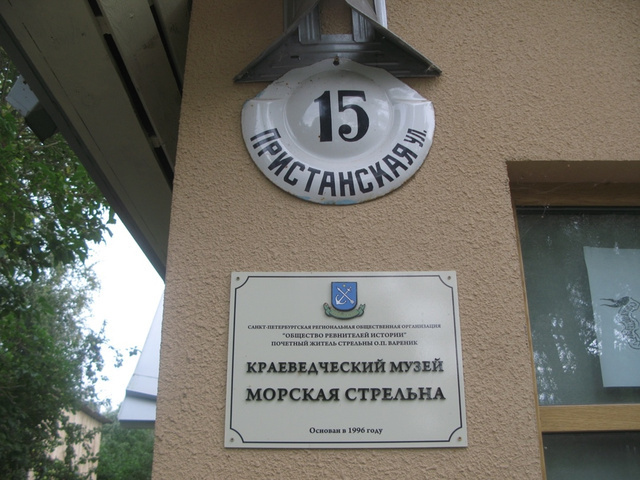 15
ПРИСТАНСКАЯ УЛ.
САНКТ-ПЕТЕРБУРГСКАЯ РЕГИОНАЛЬНАЯ ОБЩЕСТВЕННАЯ ОРГАНИЗАЦИЯ
"ОБЩЕСТВО РЕВНИТЕЛЕЙ ИСТОРИИ"
ПОЧЕТНЫЙ ЖИТЕЛЬ СТРЕЛЬНЫ О.П. ВАРЕНИК
КРАЕВЕДЧЕСКИЙ МУЗЕЙ
МОРСКАЯ СТРЕЛЬНА
Основан в 1996 году